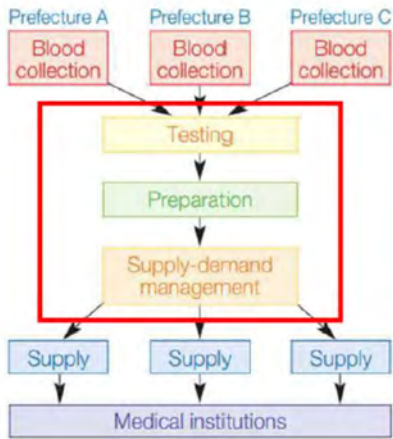 Prefecture A Prefecture B Prefecture C
Blood Blood Blood
collection collection collection
Testing
Preparation
Supply-demand
management
Supply Supply Supply
Medical institutions